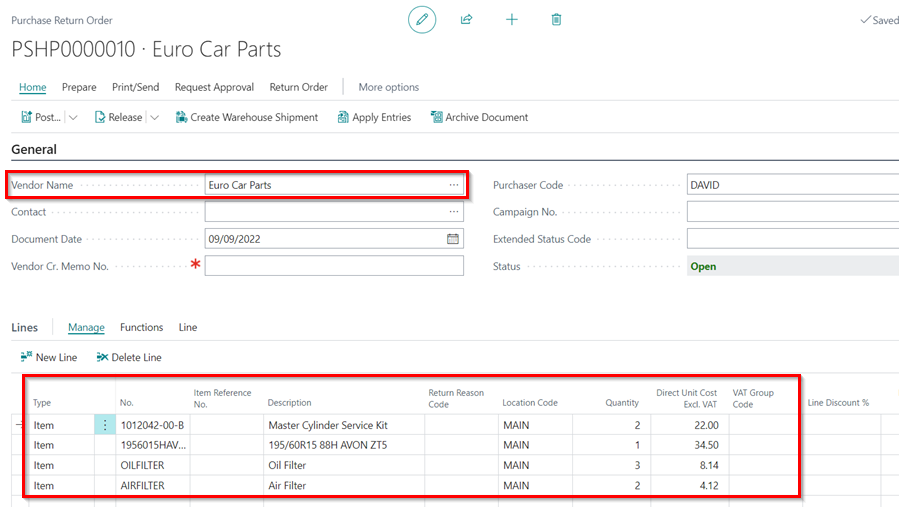 Purchase Return Order
Saved
PSHP0000010 · Euro Car Parts
Home Prepare Print/Send Request Approval Return Order More options
Post... Release Create Warehouse Shipment Apply Entries Archive Document
General
Vendor Name Euro Car Parts ... Purchaser Code DAVID
Contact ... Campaign No.
Document Date 09/09/2022 Extended Status Code
Vendor Cr. Memo No. * Status Open
Lines Manage Functions Line
New Line Delete Line
Type No. Item Reference No. Description Return Reason Code Location Code Quantity Direct Unit Cost Excl. VAT VAT Group Code Line Discount %
Item 1012042-00-B Master Cylinder Service Kit MAIN 2 22.00
Item 1956015HAV... 195/60R15 88H AVON ZT5 MAIN 1 34.50
Item OILFILTER Oil Filter MAIN 3 8.14
Item AIRFILTER Air Filter MAIN 2 4.12